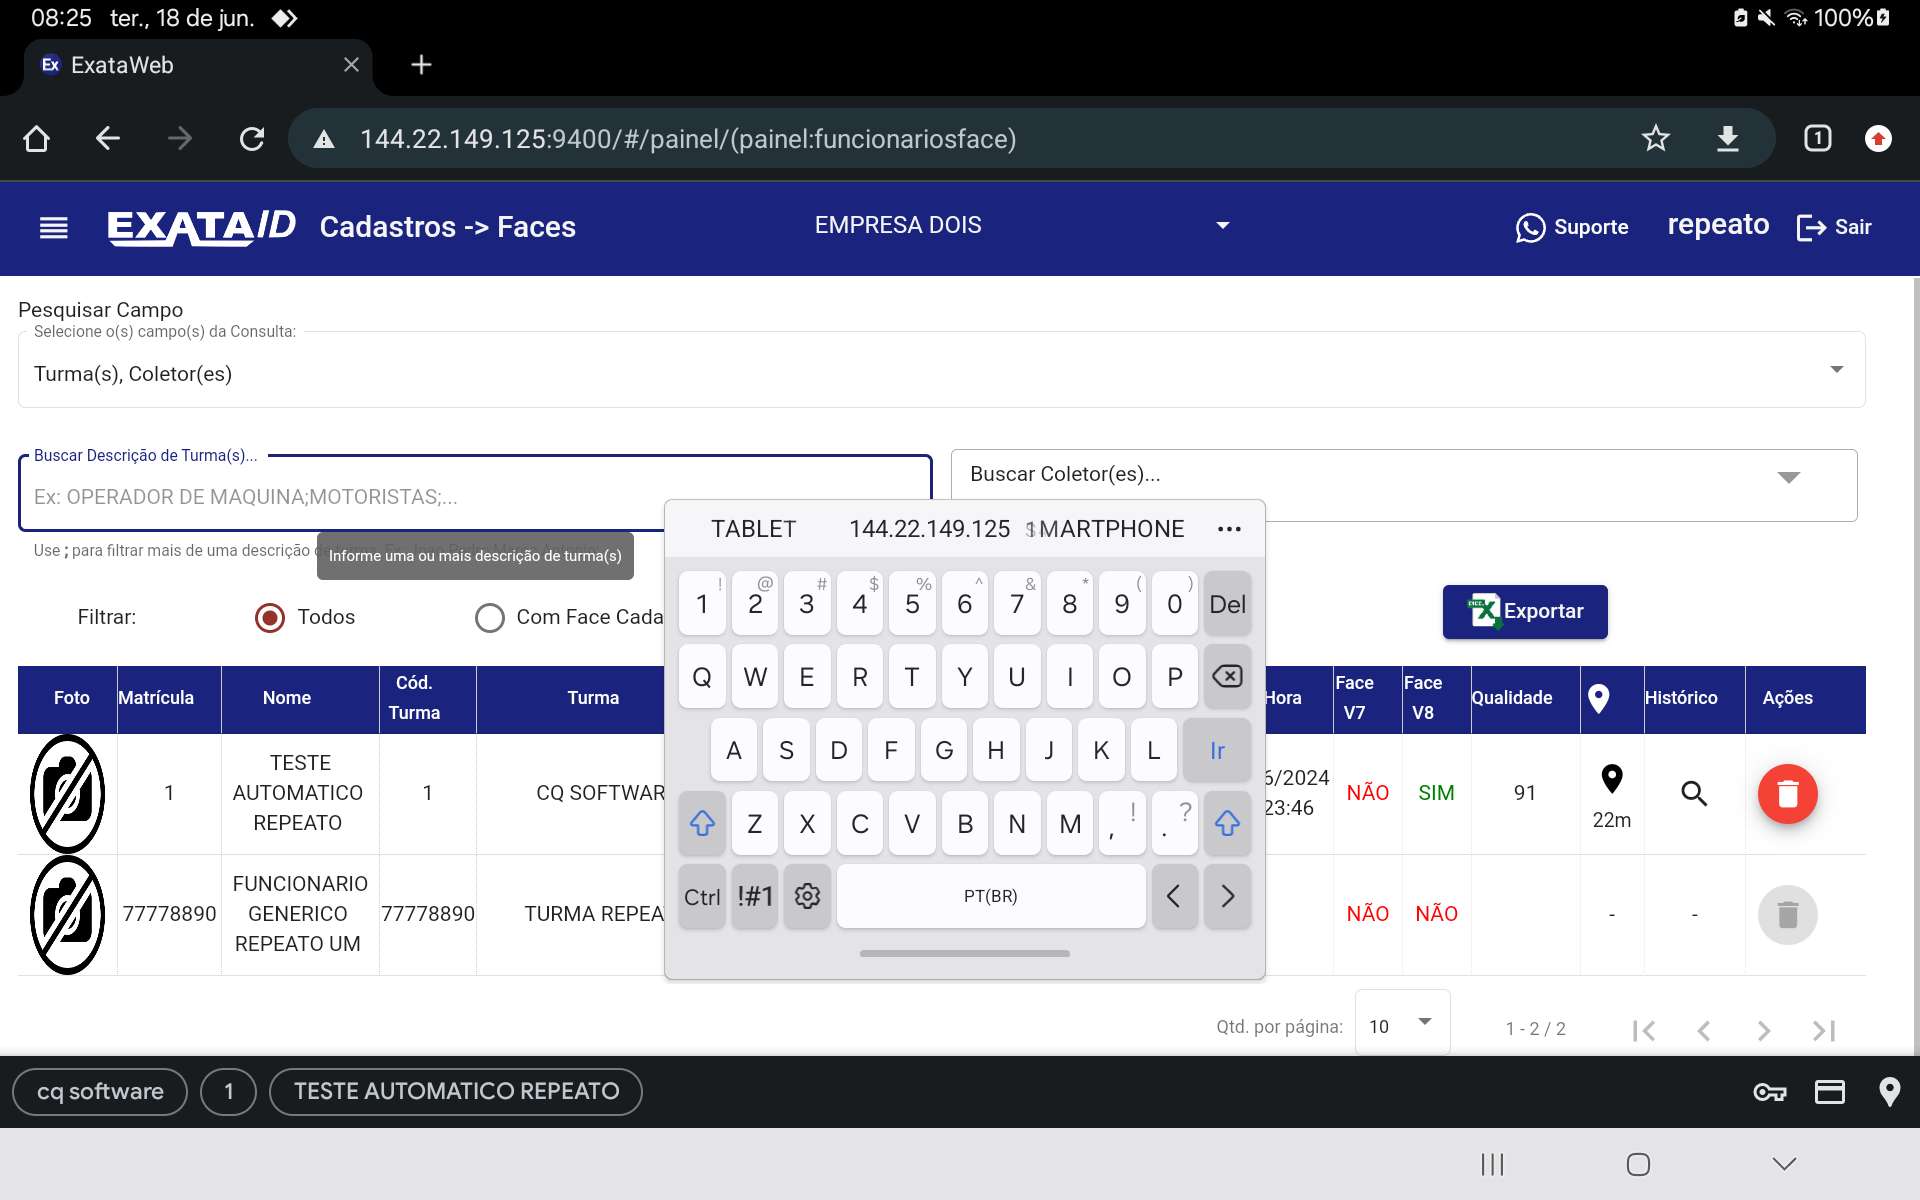 08:25 ter., 18 de jun. 100%
Ex ExataWeb
144.22.149.125:9400/#/painel/(painel:funcionariosface) 1
EXATA/D Cadastros -> Faces EMPRESA DOIS Suporte repeato Sair
Pesquisar Campo
Selecione o(s) campo(s) da Consulta:
Turma(s), Coletor(es)
Buscar Descrição de Turma(s)...
Ex: OPERADOR DE MAQUINA;MOTORISTAS;...
Buscar Coletor(es)...
Use ; para filtrar mais de uma descrição
Informe uma ou mais descrição de turma(s)
Filtrar: Todos Com Face Cada
Exportar
Foto Matrícula Nome Cód. Turma Turma Hora Face V7 Face V8 Qualidade Histórico Ações
1 TESTE AUTOMATICO REPEATO 1 CQ SOFTWAR 6/2024 23:46 NÃO SIM 91 22m
77778890 FUNCIONARIO GENERICO REPEATO UM 77778890 TURMA REPEA NÃO NÃO - -
TABLET 144.22.149.125 SMARTPHONE ...
! @ # $ % ^ & * ( )
1 2 3 4 5 6 7 8 9 0 Del
Q W E R T Y U I O P
A S D F G H J K L Ir
Z X C V B N M , ! . ?
Ctrl !#1 PT(BR) < >
Qtd. por página: 10 1 - 2 / 2
cq software 1 TESTE AUTOMATICO REPEATO